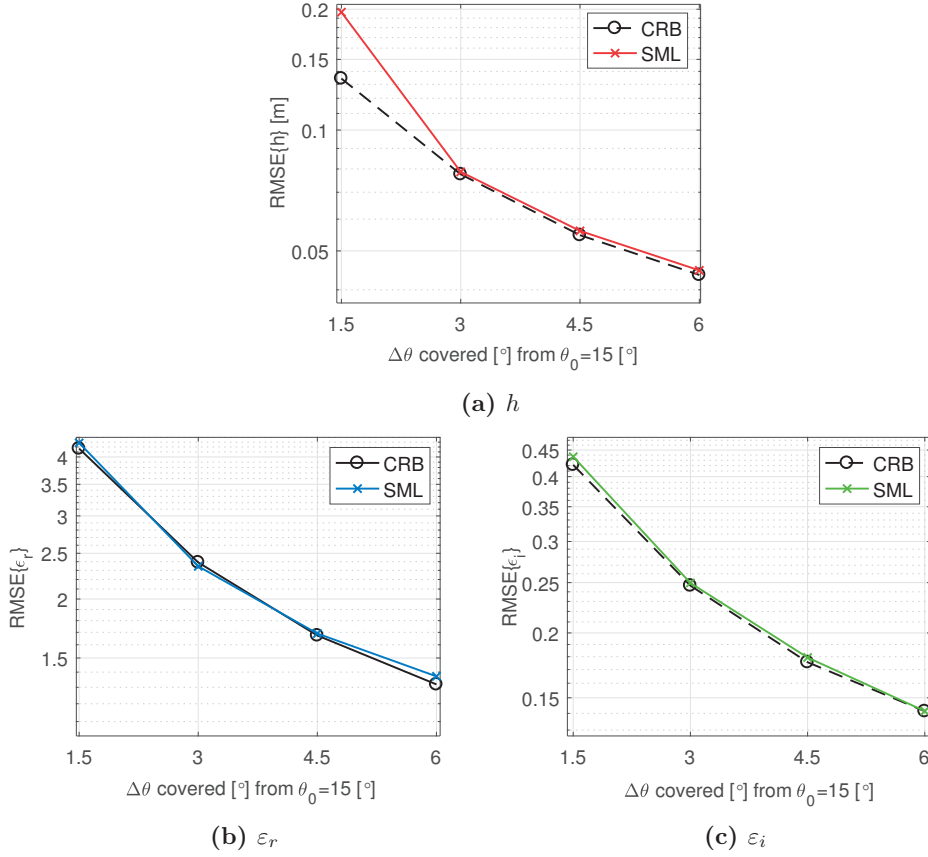 0.2
0.15
0.1
0.05
RMSE{h} [m]
CRB
SML
1.5 3 4.5 6
Δθ covered [°] from θ₀=15 [°]
(a) h
4
3.5
3
2.5
2
1.5
RMSE{ϵᵣ}
CRB
SML
1.5 3 4.5 6
Δθ covered [°] from θ₀=15 [°]
(b) εᵣ
0.45
0.4
0.3
0.25
0.2
0.15
RMSE{ϵᵢ}
CRB
SML
1.5 3 4.5 6
Δθ covered [°] from θ₀=15 [°]
(c) εᵢ